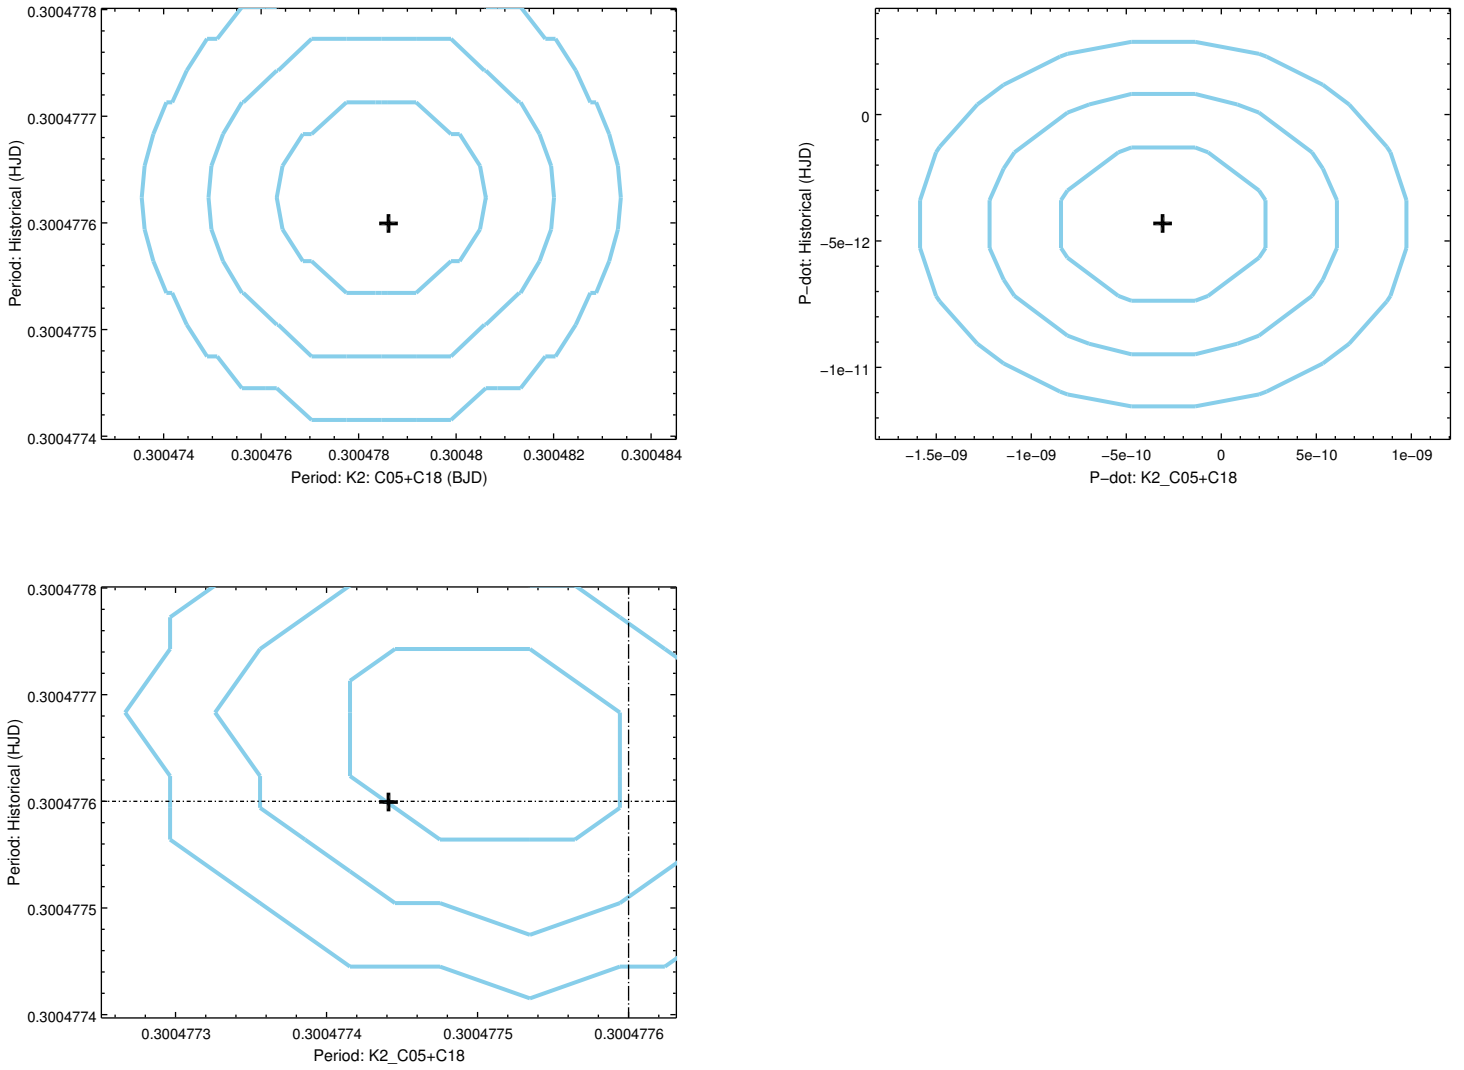 0.3004778
0.3004777
0.3004776
0.3004775
0.3004774
Period: Historical (HJD)
0.300474
0.300476
0.300478
0.30048
0.300482
0.300484
Period: K2: C05+C18 (BJD)
0
−5e−12
−1e−11
P−dot: Historical (HJD)
−1.5e−09
−1e−09
−5e−10
0
5e−10
1e−09
P−dot: K2_C05+C18
0.3004778
0.3004777
0.3004776
0.3004775
0.3004774
Period: Historical (HJD)
0.3004773
0.3004774
0.3004775
0.3004776
Period: K2_C05+C18